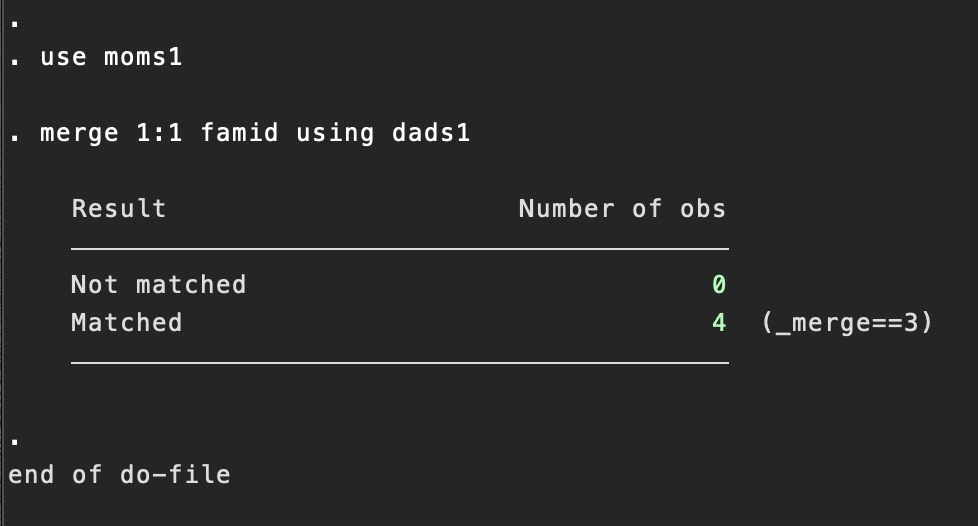 .
. use moms1
. merge 1:1 famid using dads1
Result Number of obs
Not matched 0
Matched 4 (_merge==3)
.
end of do-file